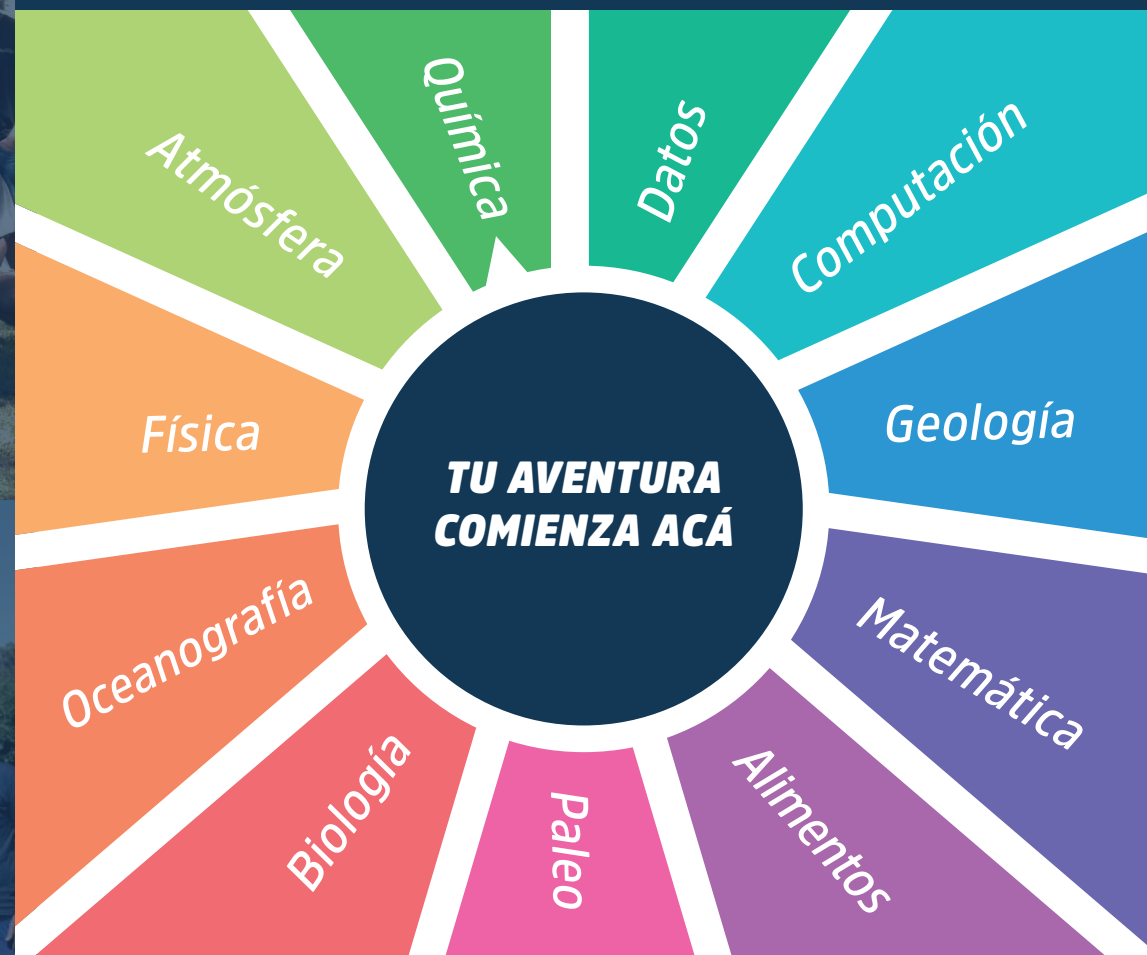 Química
Datos
Computación
Atmósfera
Geología
Física
TU AVENTURA
COMIENZA ACÁ
Oceanografía
Matemática
Biología
Paleo
Alimentos